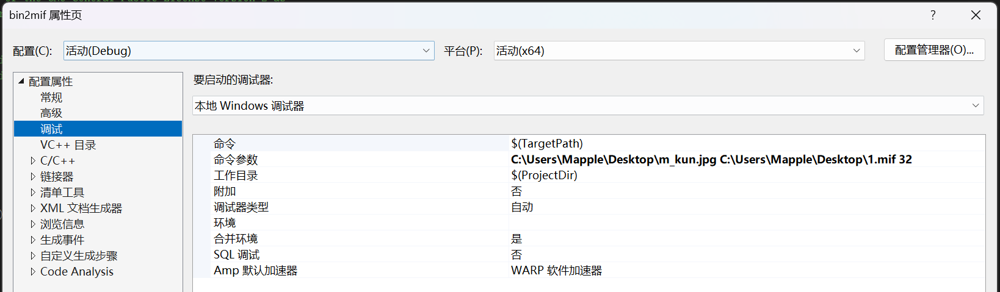 bin2mif 属性页
配置(C): 活动(Debug) 平台(P): 活动(x64) 配置管理器(O)...
配置属性
常规
高级
调试
VC++ 目录
C/C++
链接器
清单工具
XML 文档生成器
浏览信息
生成事件
自定义生成步骤
Code Analysis
要启动的调试器:
本地 Windows 调试器
命令 $(TargetPath)
命令参数 C:\Users\Mapple\Desktop\m_kun.jpg C:\Users\Mapple\Desktop\1.mif 32
工作目录 $(ProjectDir)
附加 否
调试器类型 自动
环境
合并环境 是
SQL 调试 否
Amp 默认加速器 WARP 软件加速器